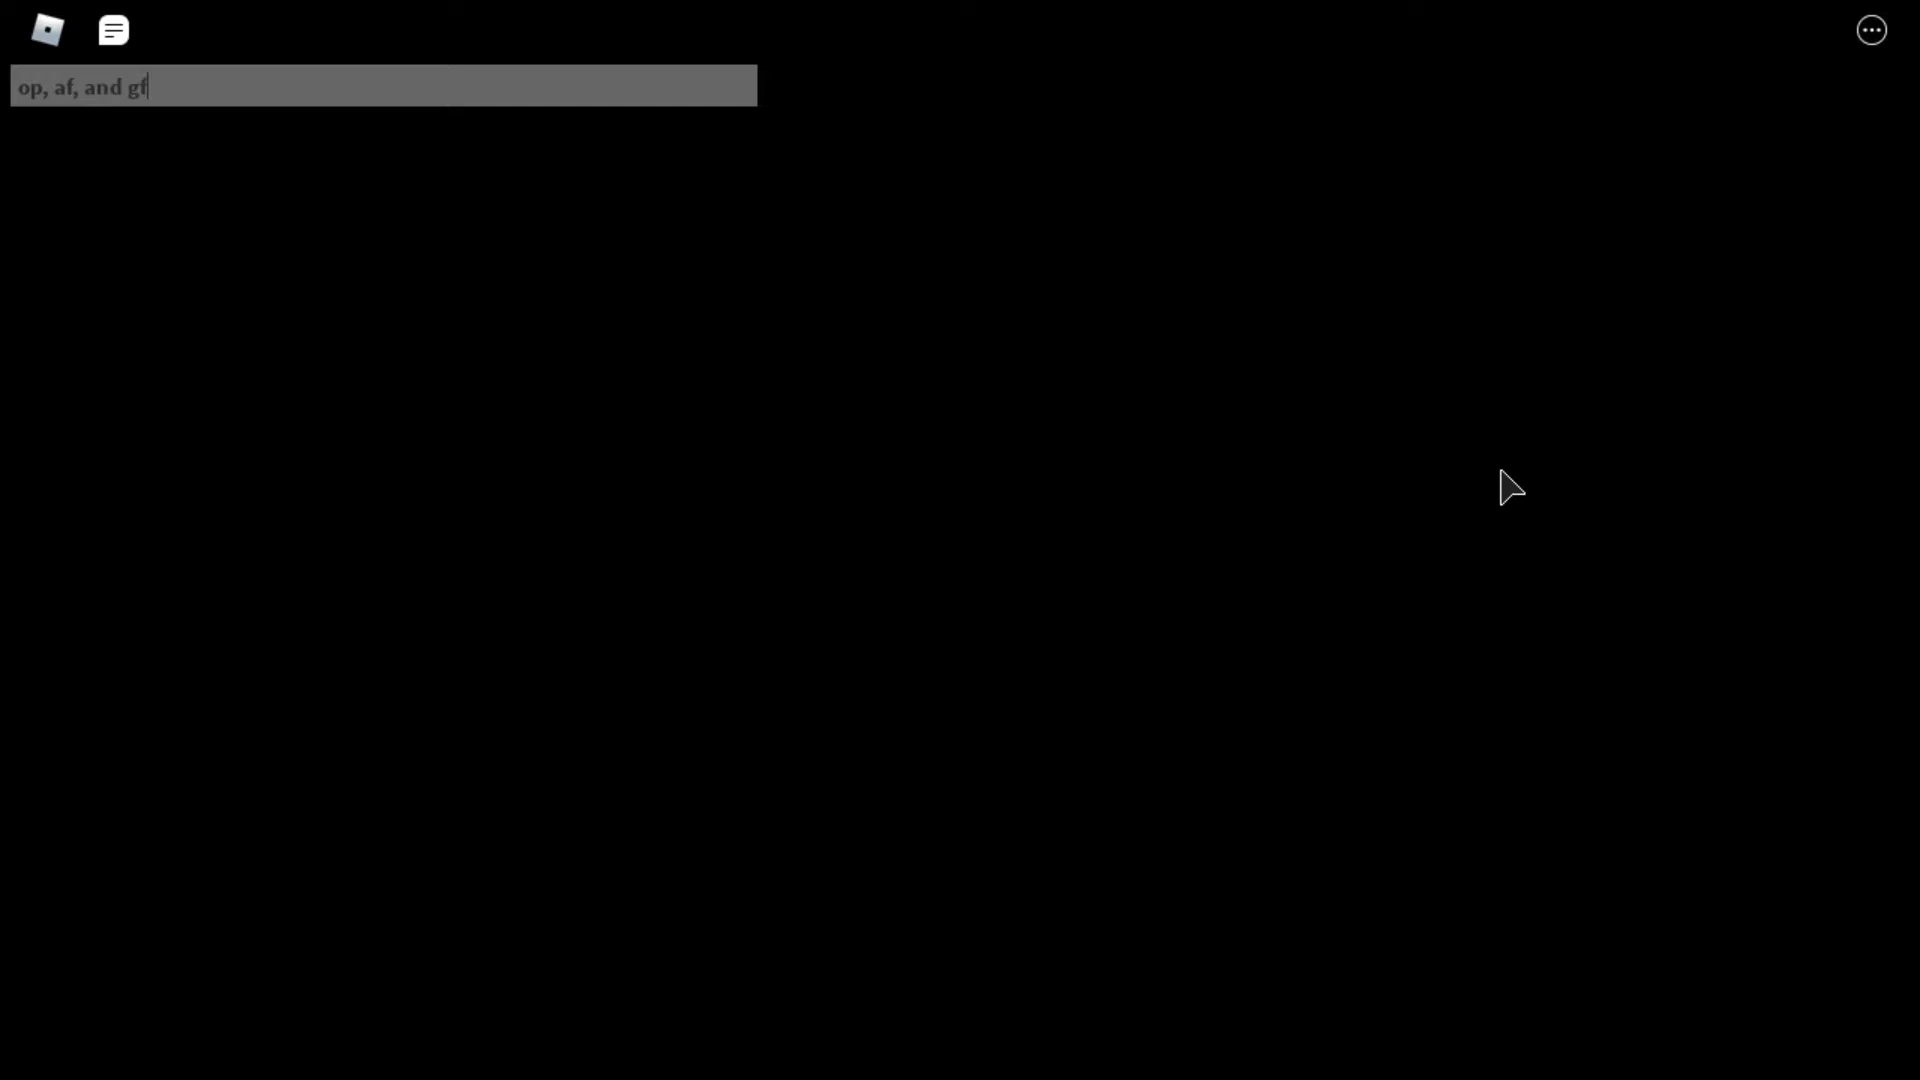 op, af, and gf